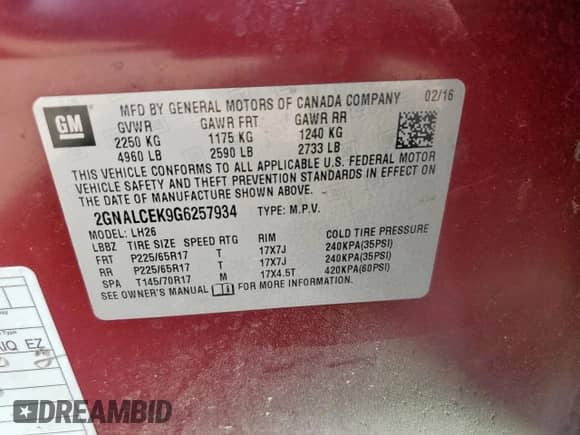 GM
MFD BY GENERAL MOTORS OF CANADA COMPANY 02/16
GVWR GAWR FRT GAWR RR
2250 KG 1175 KG 1240 KG
4960 LB 2590 LB 2733 LB
THIS VEHICLE CONFORMS TO ALL APPLICABLE U.S. FEDERAL MOTOR
VEHICLE SAFETY AND THEFT PREVENTION STANDARDS IN EFFECT ON
THE DATE OF MANUFACTURE SHOWN ABOVE.
2GNALCEK9G6257934 TYPE: M.P.V.
MODEL: LH26
LBBZ TIRE SIZE SPEED RTG RIM COLD TIRE PRESSURE
FRT P225/65R17 T 17X7J 240KPA(35PSI)
RR P225/65R17 T 17X7J 240KPA(35PSI)
SPA T145/70R17 M 17X4.5T 420KPA(60PSI)
SEE OWNER'S MANUAL FOR MORE INFORMATION.
AIQ EZ
DREAMBID